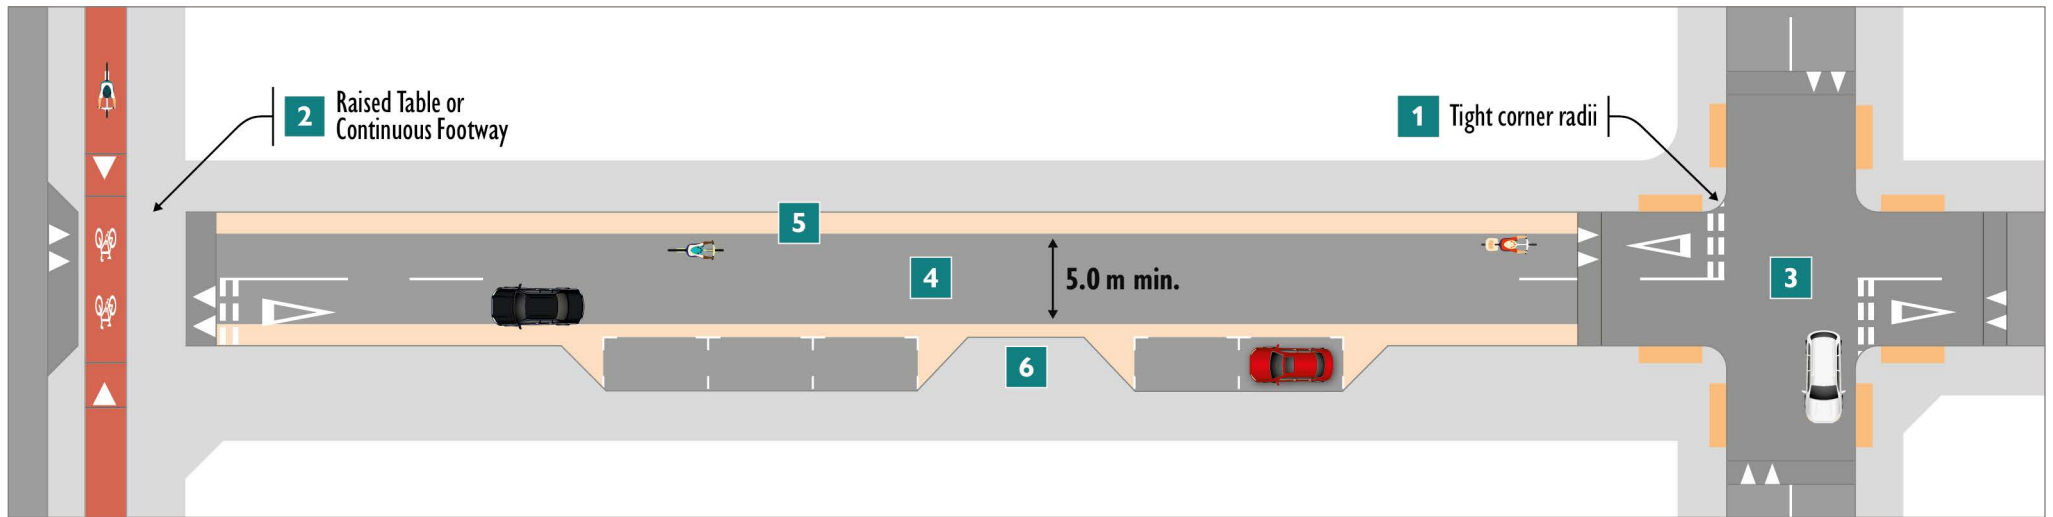 2 Raised Table or
Continuous Footway
1 Tight corner radii
5
4
5.0 m min.
3
6